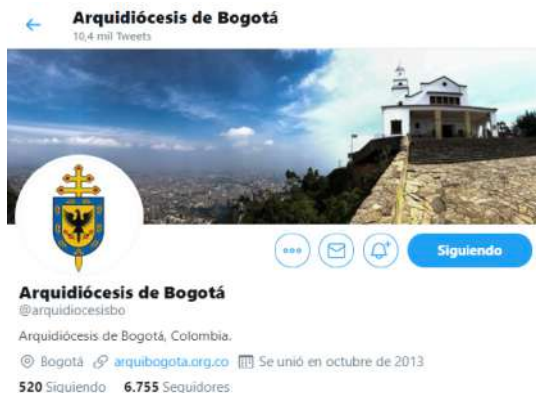 Arquidiócesis de Bogotá
10,4 mil Tweets
Siguiendo
Arquidiócesis de Bogotá
@arquidiocesisbo
Arquidiócesis de Bogotá, Colombia.
Bogotá arquibogota.org.co Se unió en octubre de 2013
520 Siguiendo 6.755 Seguidores